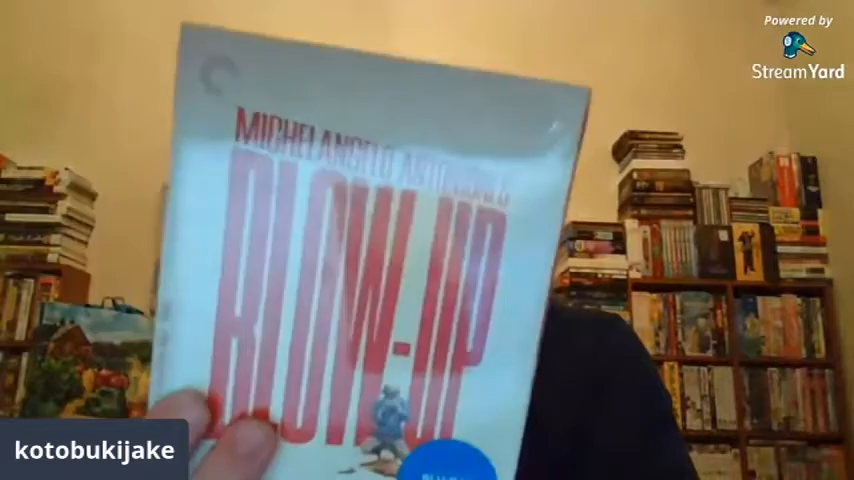 Powered by
StreamYard
MICHELANGELO ANTONIONI'S
BLOW-UP
kotobukijake